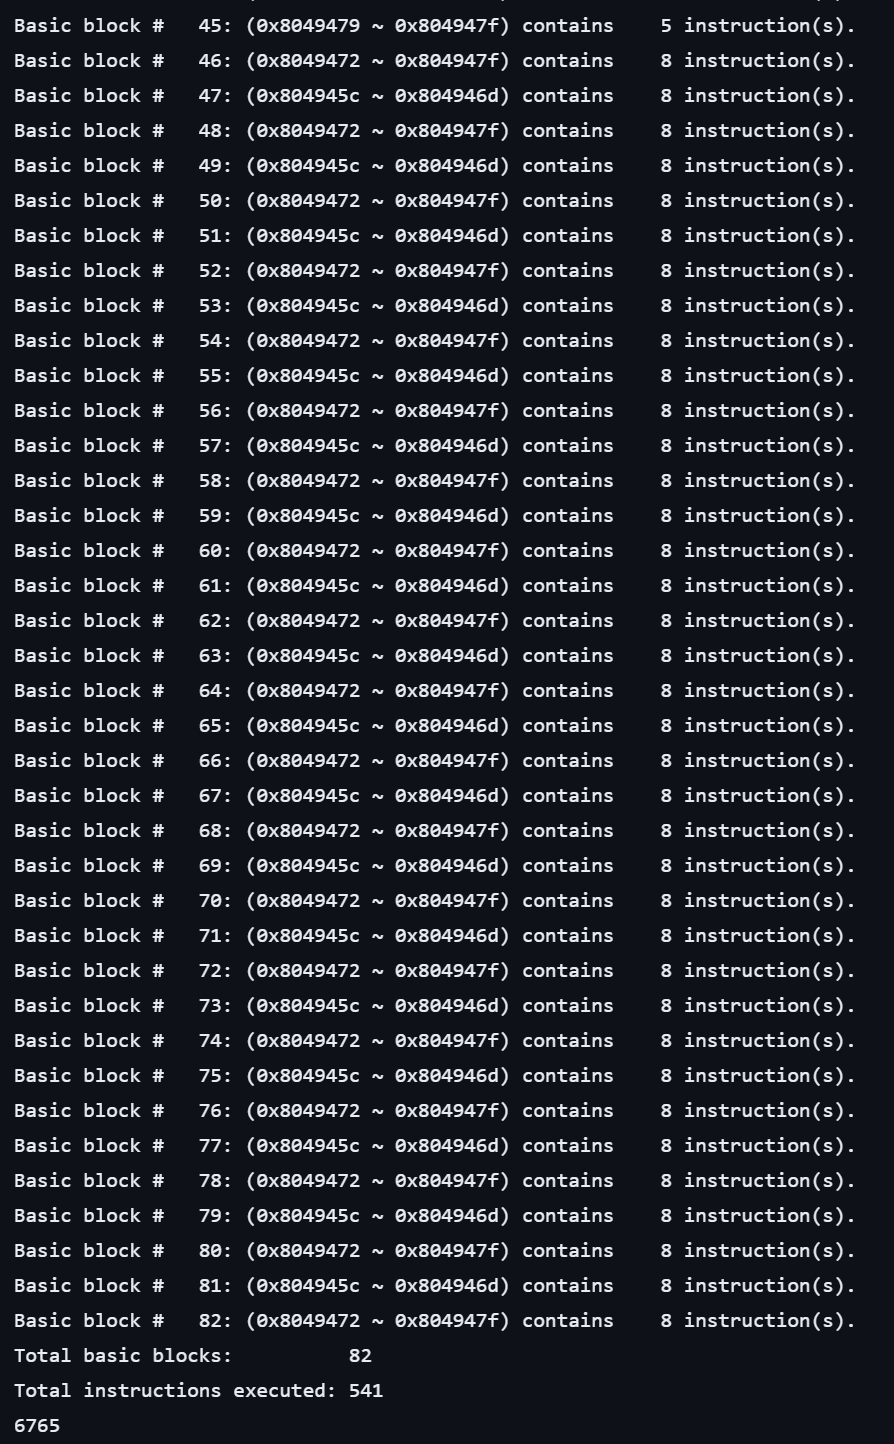 Basic block #   45: (0x8049479 ~ 0x804947f) contains    5 instruction(s).
Basic block #   46: (0x8049472 ~ 0x804947f) contains    8 instruction(s).
Basic block #   47: (0x804945c ~ 0x804946d) contains    8 instruction(s).
Basic block #   48: (0x8049472 ~ 0x804947f) contains    8 instruction(s).
Basic block #   49: (0x804945c ~ 0x804946d) contains    8 instruction(s).
Basic block #   50: (0x8049472 ~ 0x804947f) contains    8 instruction(s).
Basic block #   51: (0x804945c ~ 0x804946d) contains    8 instruction(s).
Basic block #   52: (0x8049472 ~ 0x804947f) contains    8 instruction(s).
Basic block #   53: (0x804945c ~ 0x804946d) contains    8 instruction(s).
Basic block #   54: (0x8049472 ~ 0x804947f) contains    8 instruction(s).
Basic block #   55: (0x804945c ~ 0x804946d) contains    8 instruction(s).
Basic block #   56: (0x8049472 ~ 0x804947f) contains    8 instruction(s).
Basic block #   57: (0x804945c ~ 0x804946d) contains    8 instruction(s).
Basic block #   58: (0x8049472 ~ 0x804947f) contains    8 instruction(s).
Basic block #   59: (0x804945c ~ 0x804946d) contains    8 instruction(s).
Basic block #   60: (0x8049472 ~ 0x804947f) contains    8 instruction(s).
Basic block #   61: (0x804945c ~ 0x804946d) contains    8 instruction(s).
Basic block #   62: (0x8049472 ~ 0x804947f) contains    8 instruction(s).
Basic block #   63: (0x804945c ~ 0x804946d) contains    8 instruction(s).
Basic block #   64: (0x8049472 ~ 0x804947f) contains    8 instruction(s).
Basic block #   65: (0x804945c ~ 0x804946d) contains    8 instruction(s).
Basic block #   66: (0x8049472 ~ 0x804947f) contains    8 instruction(s).
Basic block #   67: (0x804945c ~ 0x804946d) contains    8 instruction(s).
Basic block #   68: (0x8049472 ~ 0x804947f) contains    8 instruction(s).
Basic block #   69: (0x804945c ~ 0x804946d) contains    8 instruction(s).
Basic block #   70: (0x8049472 ~ 0x804947f) contains    8 instruction(s).
Basic block #   71: (0x804945c ~ 0x804946d) contains    8 instruction(s).
Basic block #   72: (0x8049472 ~ 0x804947f) contains    8 instruction(s).
Basic block #   73: (0x804945c ~ 0x804946d) contains    8 instruction(s).
Basic block #   74: (0x8049472 ~ 0x804947f) contains    8 instruction(s).
Basic block #   75: (0x804945c ~ 0x804946d) contains    8 instruction(s).
Basic block #   76: (0x8049472 ~ 0x804947f) contains    8 instruction(s).
Basic block #   77: (0x804945c ~ 0x804946d) contains    8 instruction(s).
Basic block #   78: (0x8049472 ~ 0x804947f) contains    8 instruction(s).
Basic block #   79: (0x804945c ~ 0x804946d) contains    8 instruction(s).
Basic block #   80: (0x8049472 ~ 0x804947f) contains    8 instruction(s).
Basic block #   81: (0x804945c ~ 0x804946d) contains    8 instruction(s).
Basic block #   82: (0x8049472 ~ 0x804947f) contains    8 instruction(s).
Total basic blocks:          82
Total instructions executed: 541
6765